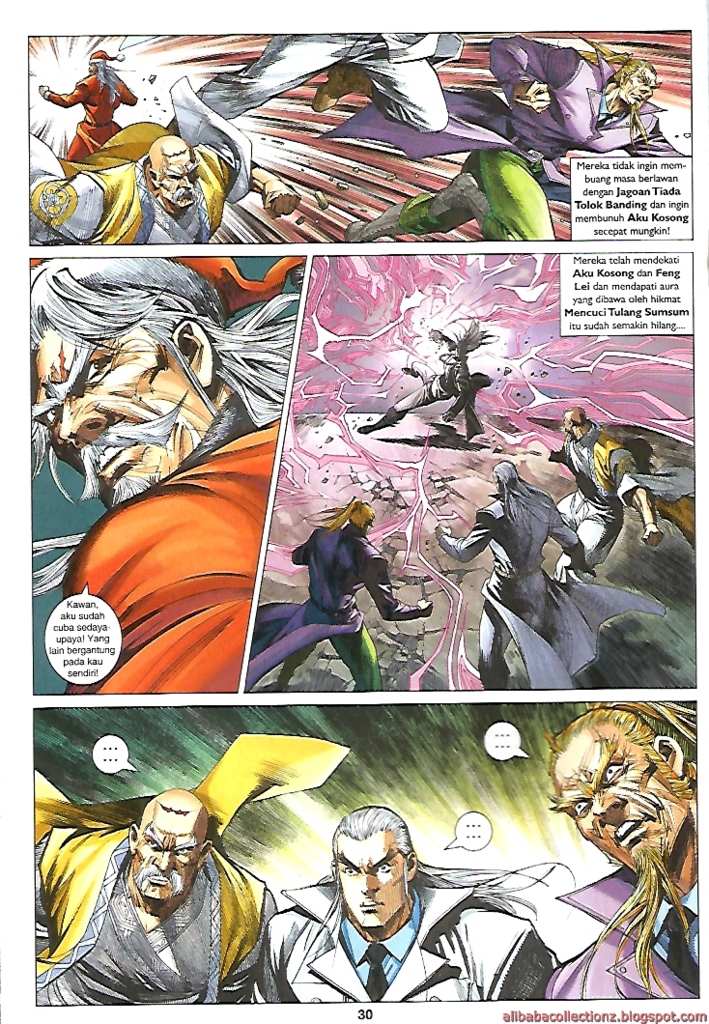 Mereka tidak ingin mem-
buang masa berlawan
dengan Jagoan Tiada
Tolok Banding dan ingin
membunuh Aku Kosong
secepat mungkin!
Mereka telah mendekati
Aku Kosong dan Feng
Lei dan mendapati aura
yang dibawa oleh hikmat
Mencuci Tulang Sumsum
itu sudah semakin hilang....
Kawan,
aku sudah
cuba sedaya-
upaya! Yang
lain bergantung
pada kau
sendiri!
...
...
...
...
...
...
30
alibabacollectionz.blogspot.com